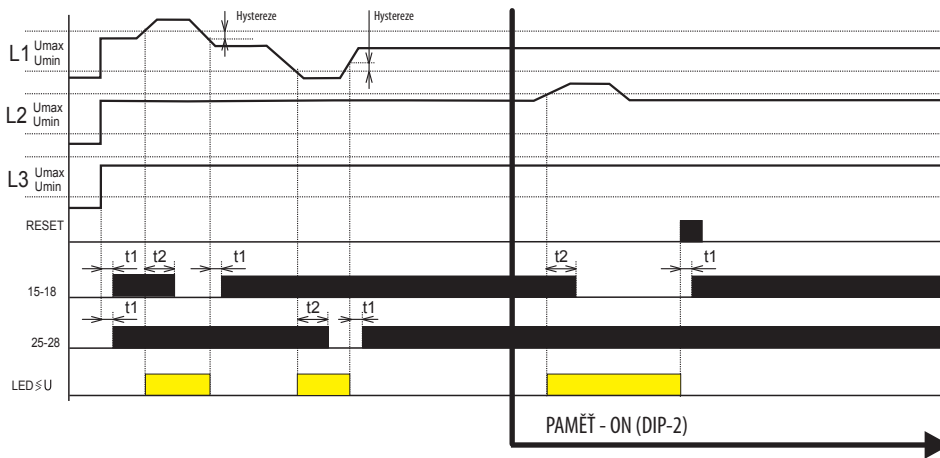 Hystereze
Hystereze
L1 Umax
Umin
L2 Umax
Umin
L3 Umax
Umin
RESET
t1 t2 t1 t2 t1
15-18
t1 t2 t1
25-28
LED ≶U
PAMĚŤ - ON (DIP-2)